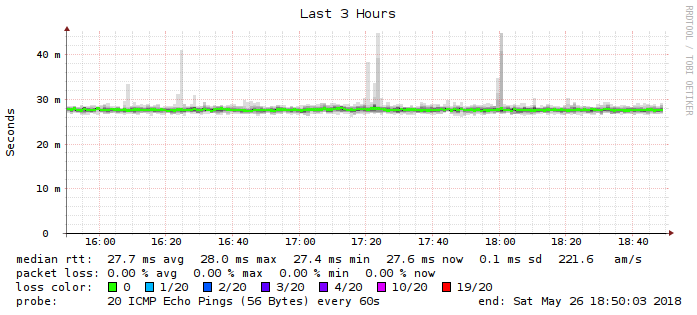 Last 3 Hours
RRDTOOL / TOBI OETIKER
Seconds
40 m
30 m
20 m
10 m
0
16:00 16:20 16:40 17:00 17:20 17:40 18:00 18:20 18:40
median rtt: 27.7 ms avg 28.0 ms max 27.4 ms min 27.6 ms now 0.1 ms sd 221.6 am/s
packet loss: 0.00 % avg 0.00 % max 0.00 % min 0.00 % now
loss color: 0 1/20 2/20 3/20 4/20 10/20 19/20
probe: 20 ICMP Echo Pings (56 Bytes) every 60s end: Sat May 26 18:50:03 2018